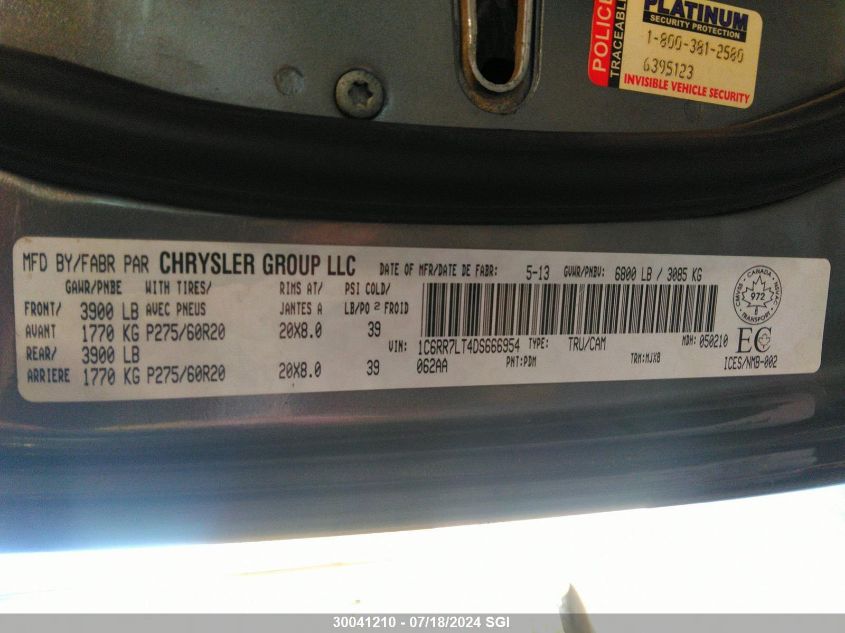 POLICE
TRACEABLE
PLATINUM
SECURITY PROTECTION
1-800-381-2580
6395123
INVISIBLE VEHICLE SECURITY
MFD BY/FABR PAR CHRYSLER GROUP LLC DATE OF MFR/DATE DE FABR: 5-13 GVWR/PNBV: 6800 LB / 3085 KG
GAWR/PNBE WITH TIRES/ RIMS AT/ PSI COLD/
FRONT/ 3900 LB AVEC PNEUS JANTES A LB/PO 2 FROID
AVANT 1770 KG P275/60R20 20X8.0 39
REAR/ 3900 LB
ARRIERE 1770 KG P275/60R20 20X8.0 39
VIN: 1C6RR7LT4DS666954 TYPE: TRU/CAM MDH: 050210
062AA PNT:PDM TRM:MJX8
CANADA
972
TRANSPORT
EC
ICES/NMB-002
30041210 - 07/18/2024 SGI